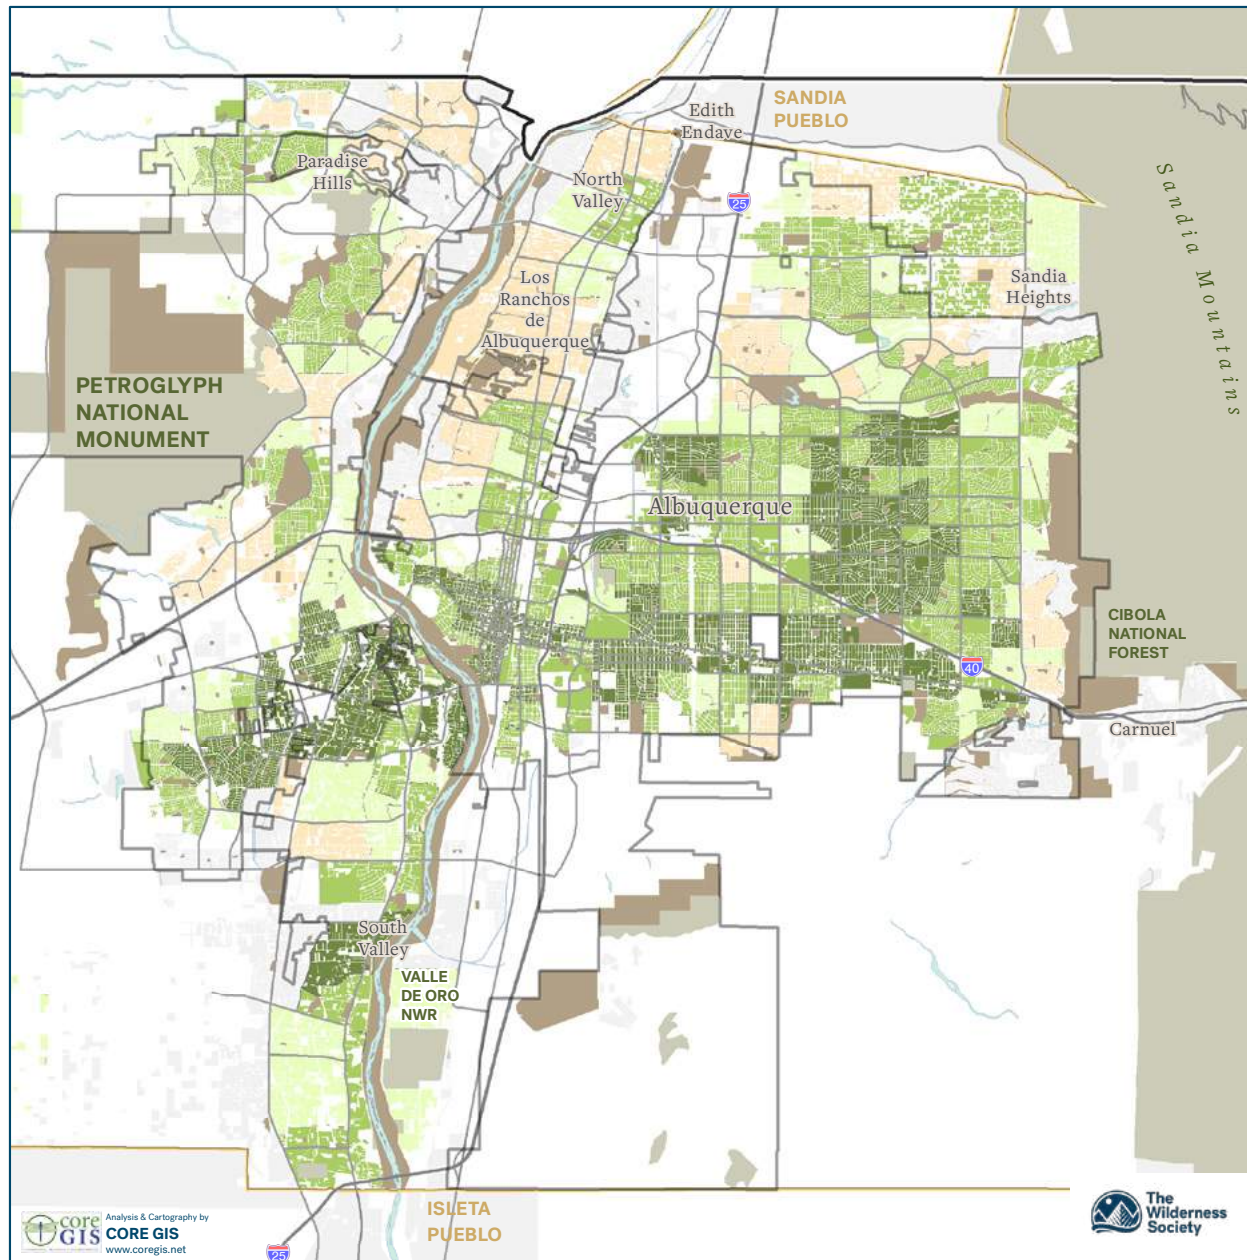 SANDIA
PUEBLO
Edith
Endave
Paradise
Hills
North
Valley
25
Sandia Mountains
Los
Ranchos
de
Albuquerque
Sandia
Heights
PETROGLYPH
NATIONAL
MONUMENT
Albuquerque
CIBOLA
NATIONAL
FOREST
40
Carnuel
South
Valley
VALLE
DE ORO
NWR
ISLETA
PUEBLO
25
core
GIS
Analysis & Cartography by
CORE GIS
www.coregis.net
The
Wilderness
Society